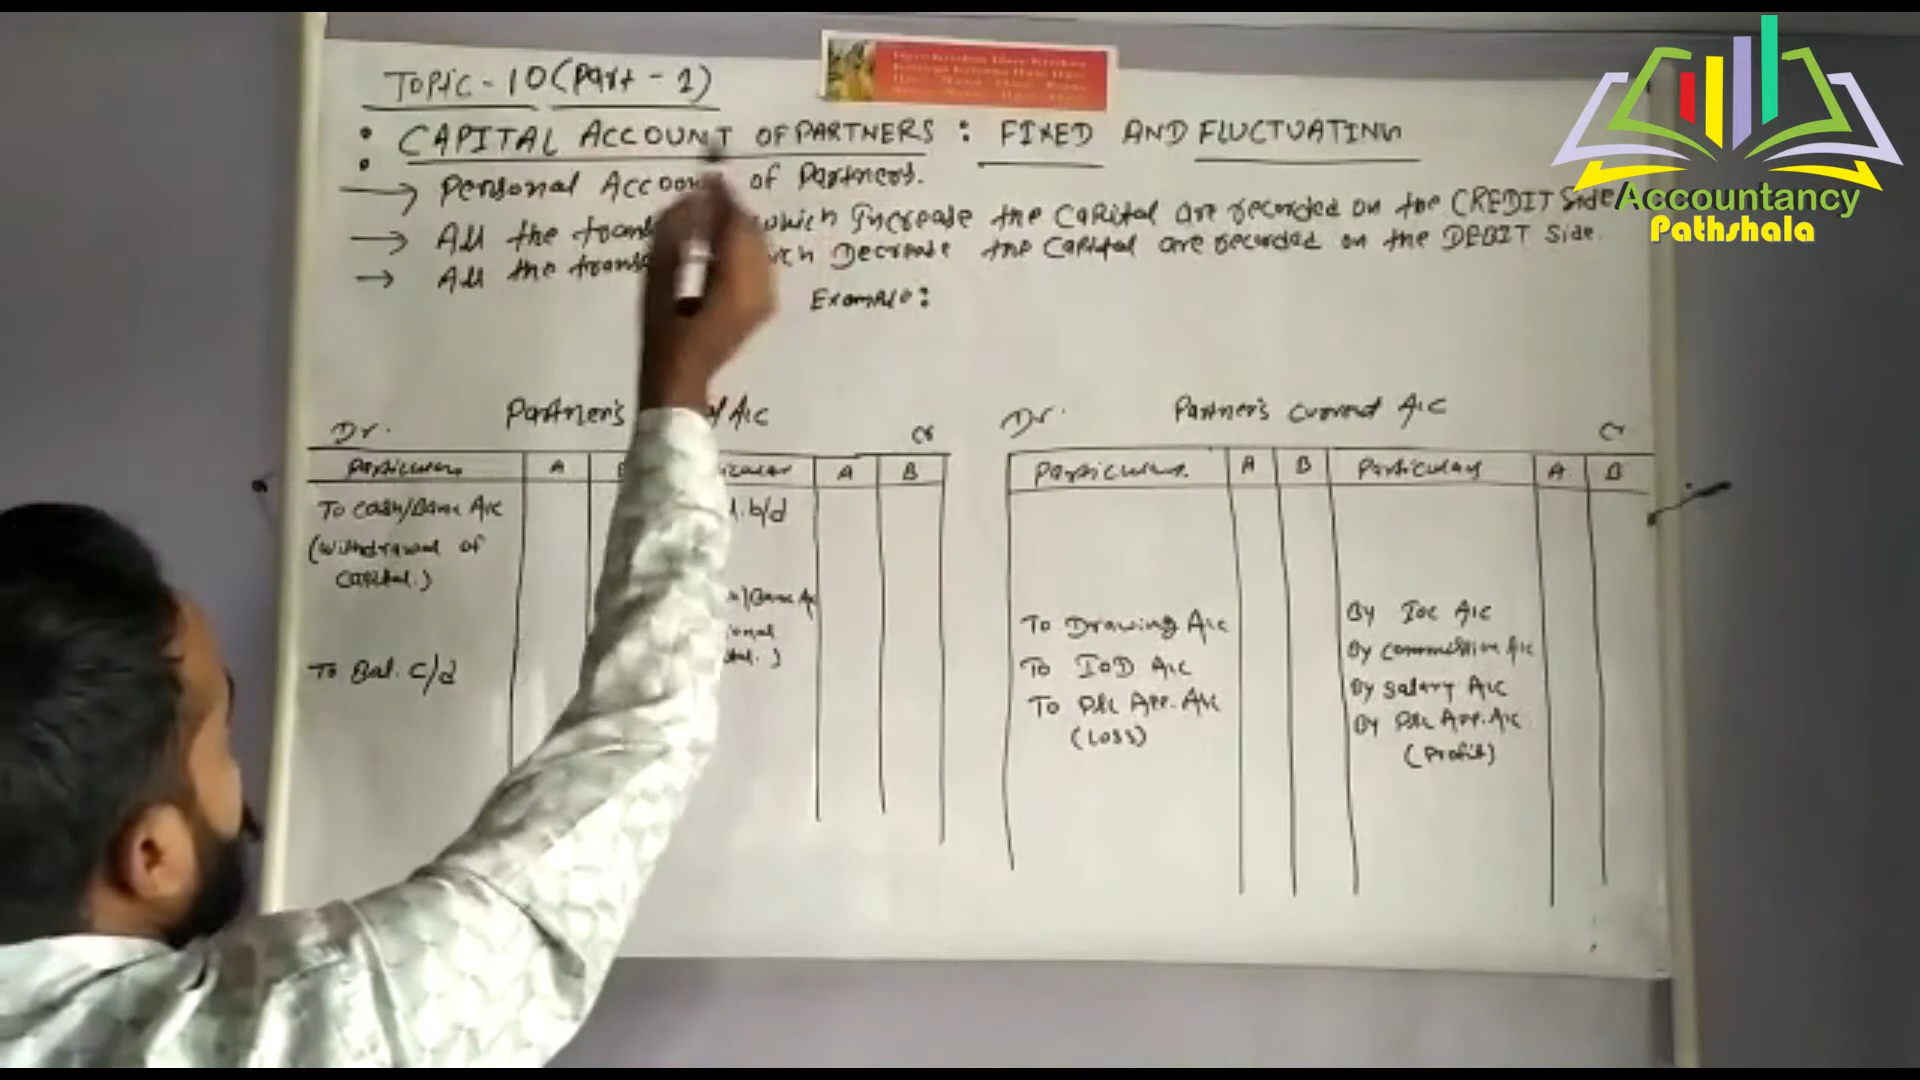 TOPIC - 10 (Part - 1)
CAPITAL ACCOUNT OF PARTNERS : FIXED AND FLUCTUATING
Personal Account of Partners.
All the which Increase the Capital are recorded on the CREDIT Side
All the Decrease the Capital are recorded on the DEBIT Side.
Example:
Accountancy
Pathshala
Dr. Partner's A/C Cr
Particulars A A B
To Cash/Bank A/C b/d
(Withdrawal of
Capital.)
To Bal. c/d
Dr. Partner's Current A/C Cr
Particulars A B Particulars A B
To Drawing A/C By IOC A/C
To IOD A/C By Commission A/C
To P&L App. A/C By Salary A/C
(Loss) By P&L App. A/C
(Profit)